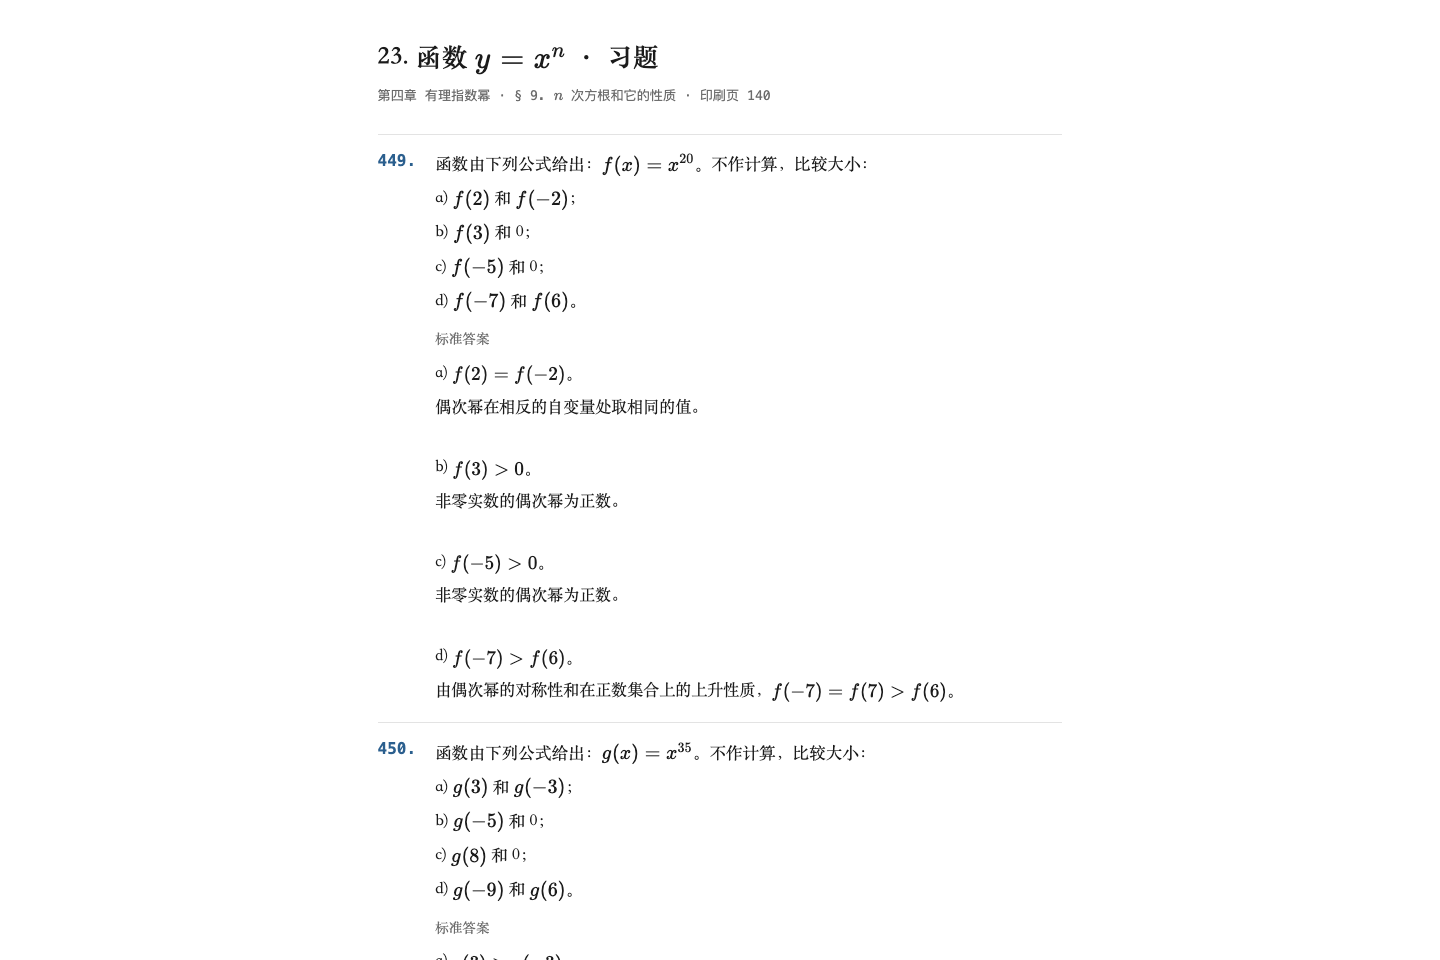 23. 函数 y = xⁿ · 习题
第四章 有理指数幂 · § 9. n 次方根和它的性质 · 印刷页 140
449. 函数由下列公式给出：f(x) = x²⁰。不作计算，比较大小：
a) f(2) 和 f(−2)；
b) f(3) 和 0；
c) f(−5) 和 0；
d) f(−7) 和 f(6)。
标准答案
a) f(2) = f(−2)。
偶次幂在相反的自变量处取相同的值。
b) f(3) > 0。
非零实数的偶次幂为正数。
c) f(−5) > 0。
非零实数的偶次幂为正数。
d) f(−7) > f(6)。
由偶次幂的对称性和在正数集合上的上升性质，f(−7) = f(7) > f(6)。
450. 函数由下列公式给出：g(x) = x³⁵。不作计算，比较大小：
a) g(3) 和 g(−3)；
b) g(−5) 和 0；
c) g(8) 和 0；
d) g(−9) 和 g(6)。
标准答案